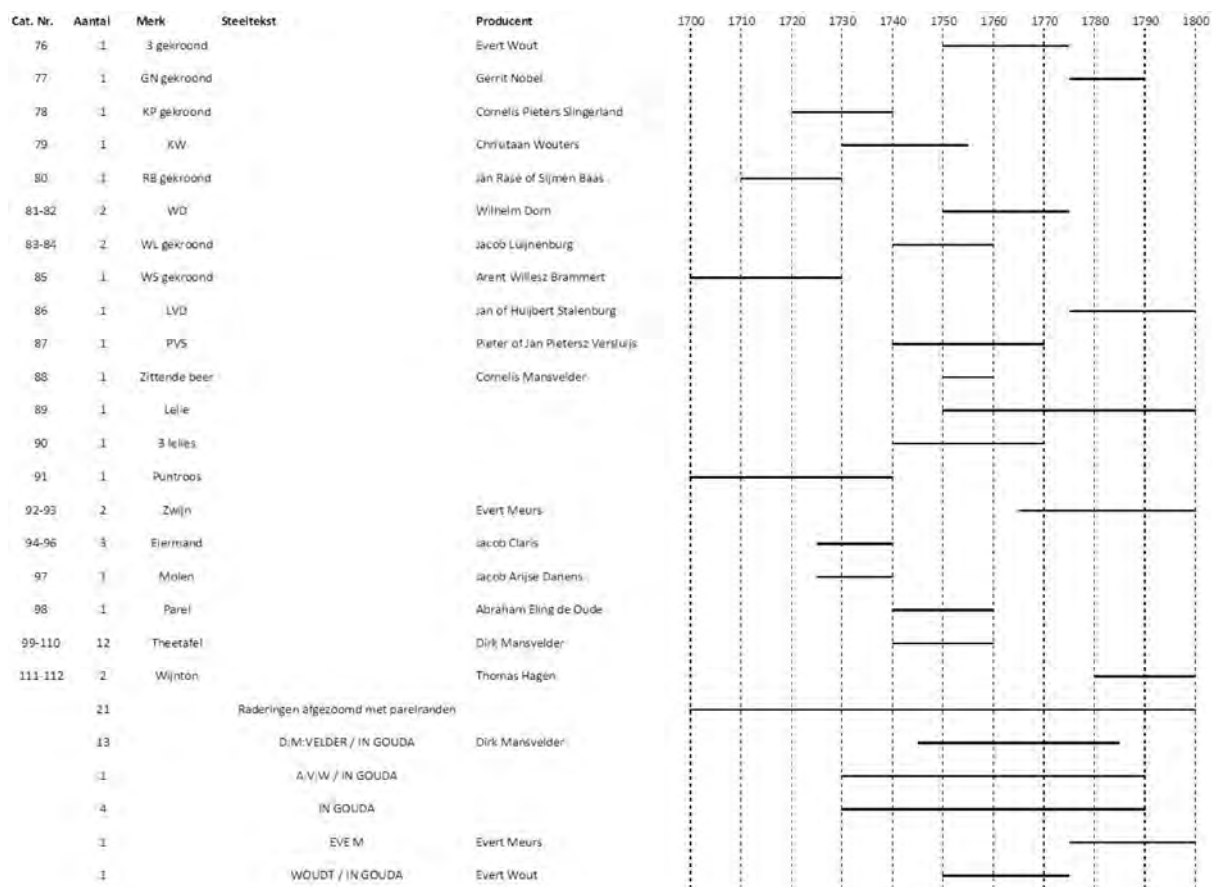 Cat. Nr. Aantal Merk Steeltekst Producent 1700 1710 1720 1730 1740 1750 1760 1770 1780 1790 1800
76 1 3 gekroond Evert Wout
77 1 GN gekroond Gerrit Nobel
78 1 KP gekroond Cornelis Pieters Slingerland
79 1 KW Christiaan Wouters
80 1 RB gekroond Jan Rase of Sijmen Baas
81-82 2 WD Wilhelm Dorn
83-84 2 WL gekroond Jacob Luijnenburg
85 1 WS gekroond Arent Willesz Brammert
86 1 LVD Jan of Huijbert Stalenburg
87 1 PVS Pieter of Jan Pietersz Versluijs
88 1 Zittende beer Cornelis Mansvelder
89 1 Lelie
90 1 3 lelies
91 1 Puntroos
92-93 2 Zwijn Evert Meurs
94-96 3 Eiermand Jacob Claris
97 1 Molen Jacob Arijse Danens
98 1 Parel Abraham Eling de Oude
99-110 12 Theetafel Dirk Mansvelder
111-112 2 Wijnton Thomas Hagen
21 Raderingen afgezoomd met parelranden
13 D:M:VELDER / IN GOUDA Dirk Mansvelder
1 A:V:W / IN GOUDA
4 IN GOUDA
1 EVE M Evert Meurs
1 WOUDT / IN GOUDA Evert Wout